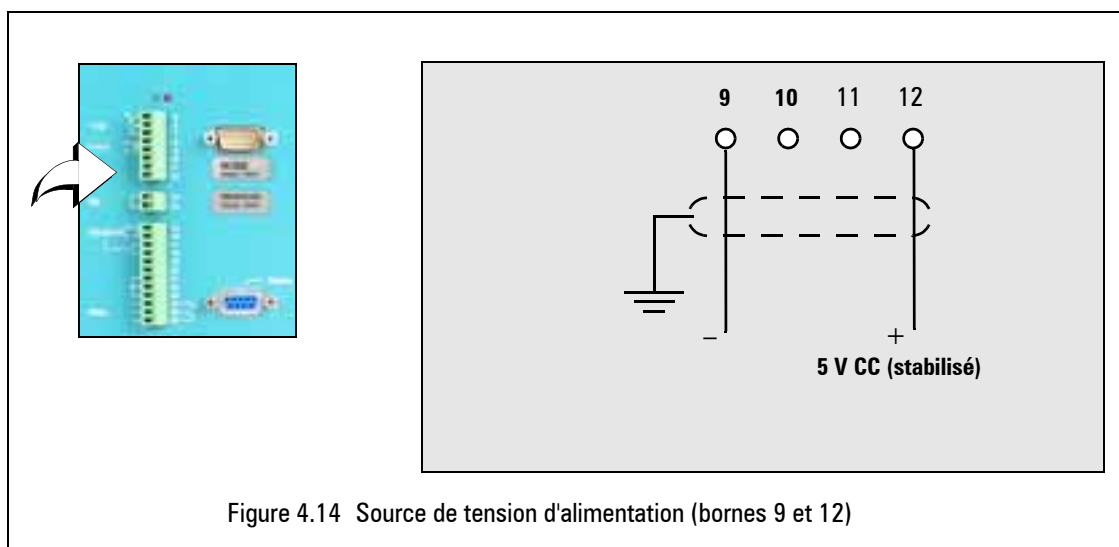 9 10 11 12
–
+
5 V CC (stabilisé)
Figure 4.14 Source de tension d'alimentation (bornes 9 et 12)